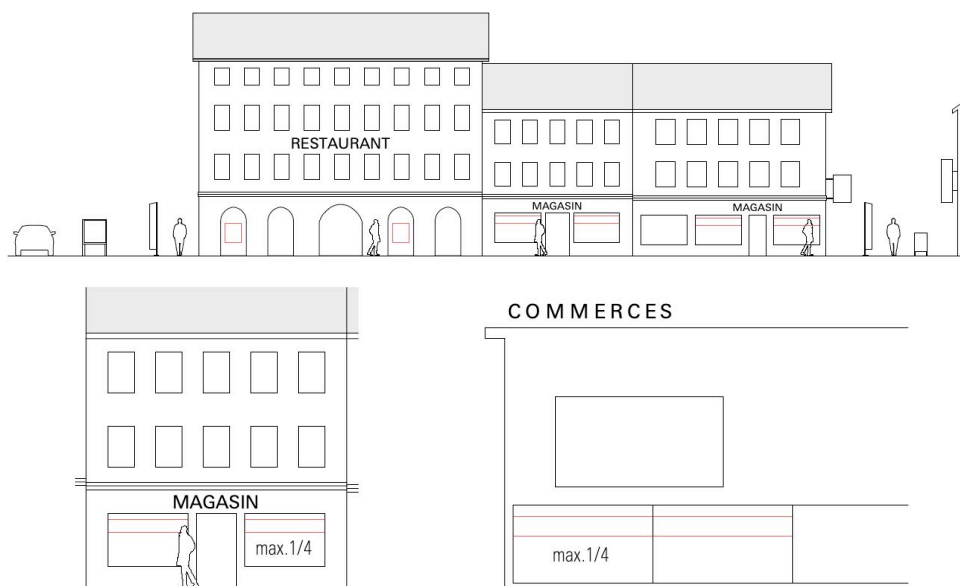 RESTAURANT
MAGASIN
MAGASIN
COMMERCES
MAGASIN
max.1/4
max.1/4